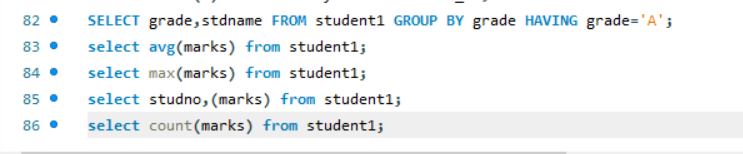 82 SELECT grade,stdname FROM student1 GROUP BY grade HAVING grade='A';
83 select avg(marks) from student1;
84 select max(marks) from student1;
85 select studno,(marks) from student1;
86 select count(marks) from student1;